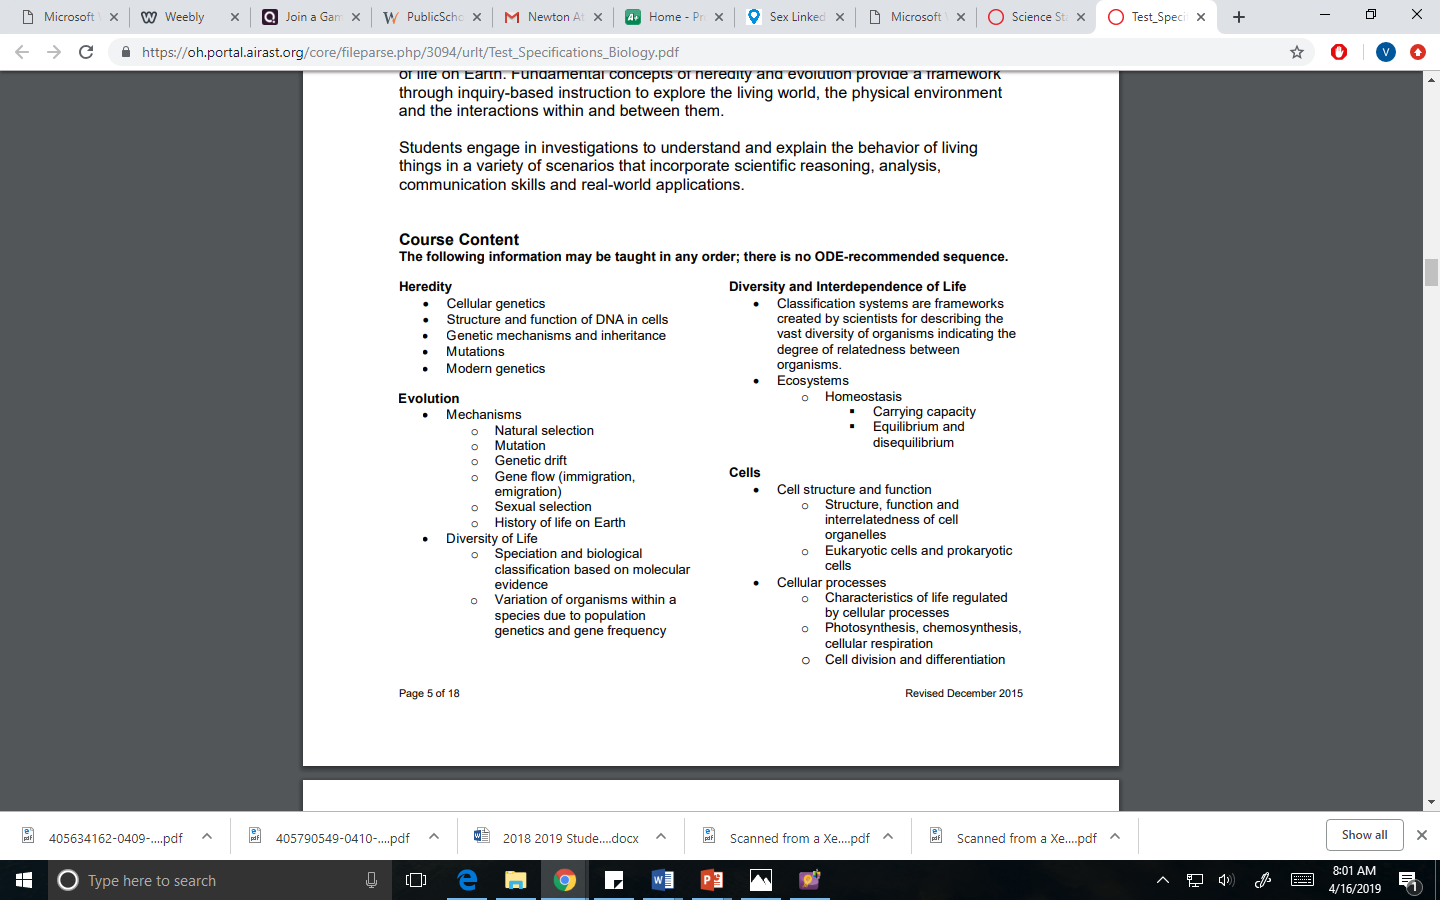 Microsoft
Weebly
Join a Gam
PublicScho
Newton At
Home - Pr
Sex Linked
Microsoft
Science St
Test_Specif
https://oh.portal.airast.org/core/fileparse.php/3094/urlt/Test_Specifications_Biology.pdf
V
of life on Earth. Fundamental concepts of heredity and evolution provide a framework
through inquiry-based instruction to explore the living world, the physical environment
and the interactions within and between them.
Students engage in investigations to understand and explain the behavior of living
things in a variety of scenarios that incorporate scientific reasoning, analysis,
communication skills and real-world applications.
Course Content
The following information may be taught in any order; there is no ODE-recommended sequence.
Heredity
• Cellular genetics
• Structure and function of DNA in cells
• Genetic mechanisms and inheritance
• Mutations
• Modern genetics
Evolution
• Mechanisms
o Natural selection
o Mutation
o Genetic drift
o Gene flow (immigration,
emigration)
o Sexual selection
o History of life on Earth
• Diversity of Life
o Speciation and biological
classification based on molecular
evidence
o Variation of organisms within a
species due to population
genetics and gene frequency
Diversity and Interdependence of Life
• Classification systems are frameworks
created by scientists for describing the
vast diversity of organisms indicating the
degree of relatedness between
organisms.
• Ecosystems
o Homeostasis
▪ Carrying capacity
▪ Equilibrium and
disequilibrium
Cells
• Cell structure and function
o Structure, function and
interrelatedness of cell
organelles
o Eukaryotic cells and prokaryotic
cells
• Cellular processes
o Characteristics of life regulated
by cellular processes
o Photosynthesis, chemosynthesis,
cellular respiration
o Cell division and differentiation
Page 5 of 18
Revised December 2015
405634162-0409-....pdf
405790549-0410-....pdf
2018 2019 Stude....docx
Scanned from a Xe....pdf
Scanned from a Xe....pdf
Show all
Type here to search
8:01 AM
4/16/2019
1